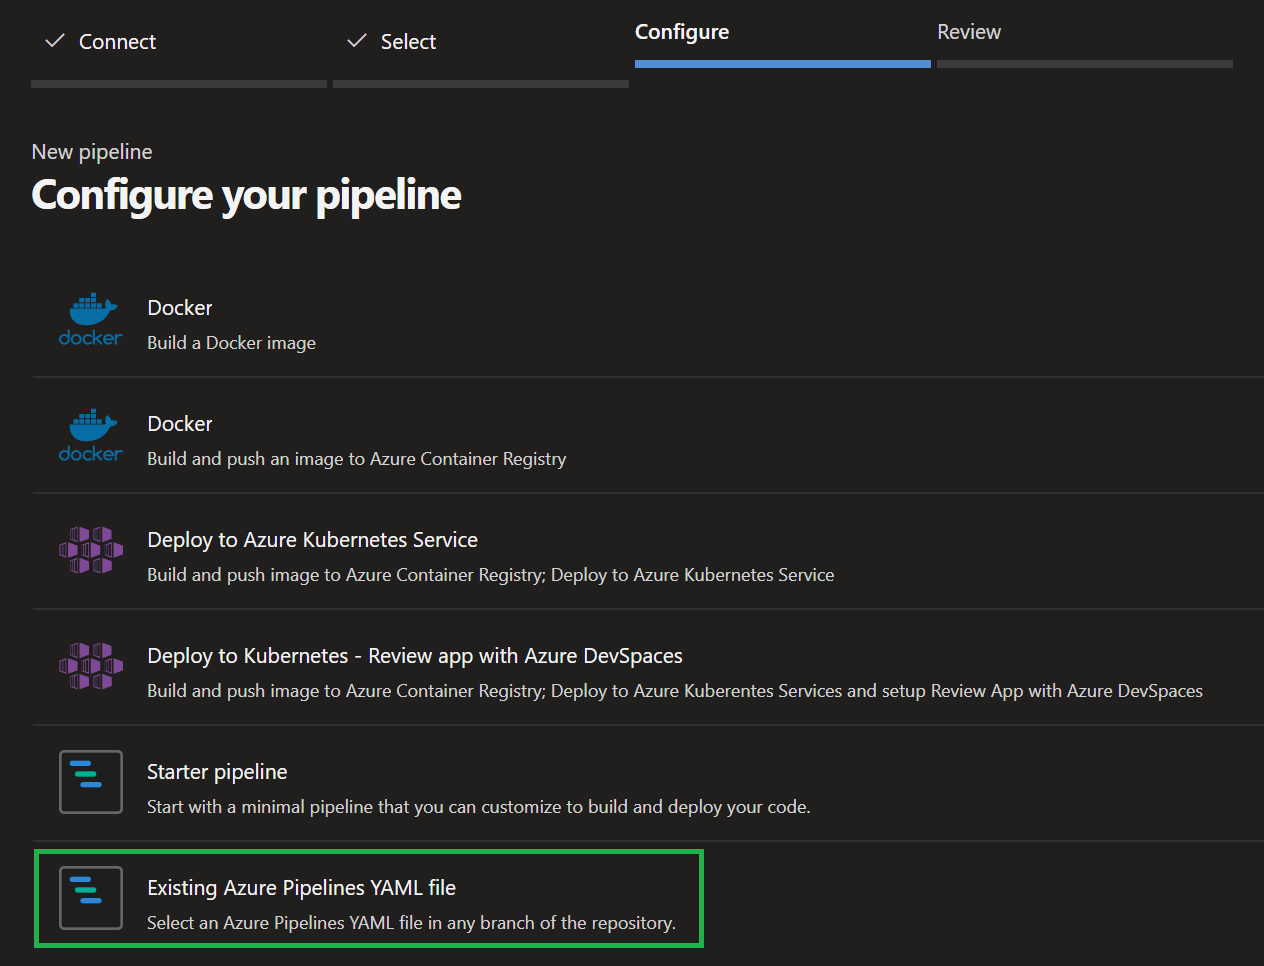 Connect
Select
Configure
Review
New pipeline
Configure your pipeline
docker
Docker
Build a Docker image
docker
Docker
Build and push an image to Azure Container Registry
Deploy to Azure Kubernetes Service
Build and push image to Azure Container Registry; Deploy to Azure Kubernetes Service
Deploy to Kubernetes - Review app with Azure DevSpaces
Build and push image to Azure Container Registry; Deploy to Azure Kuberentes Services and setup Review App with Azure DevSpaces
Starter pipeline
Start with a minimal pipeline that you can customize to build and deploy your code.
Existing Azure Pipelines YAML file
Select an Azure Pipelines YAML file in any branch of the repository.